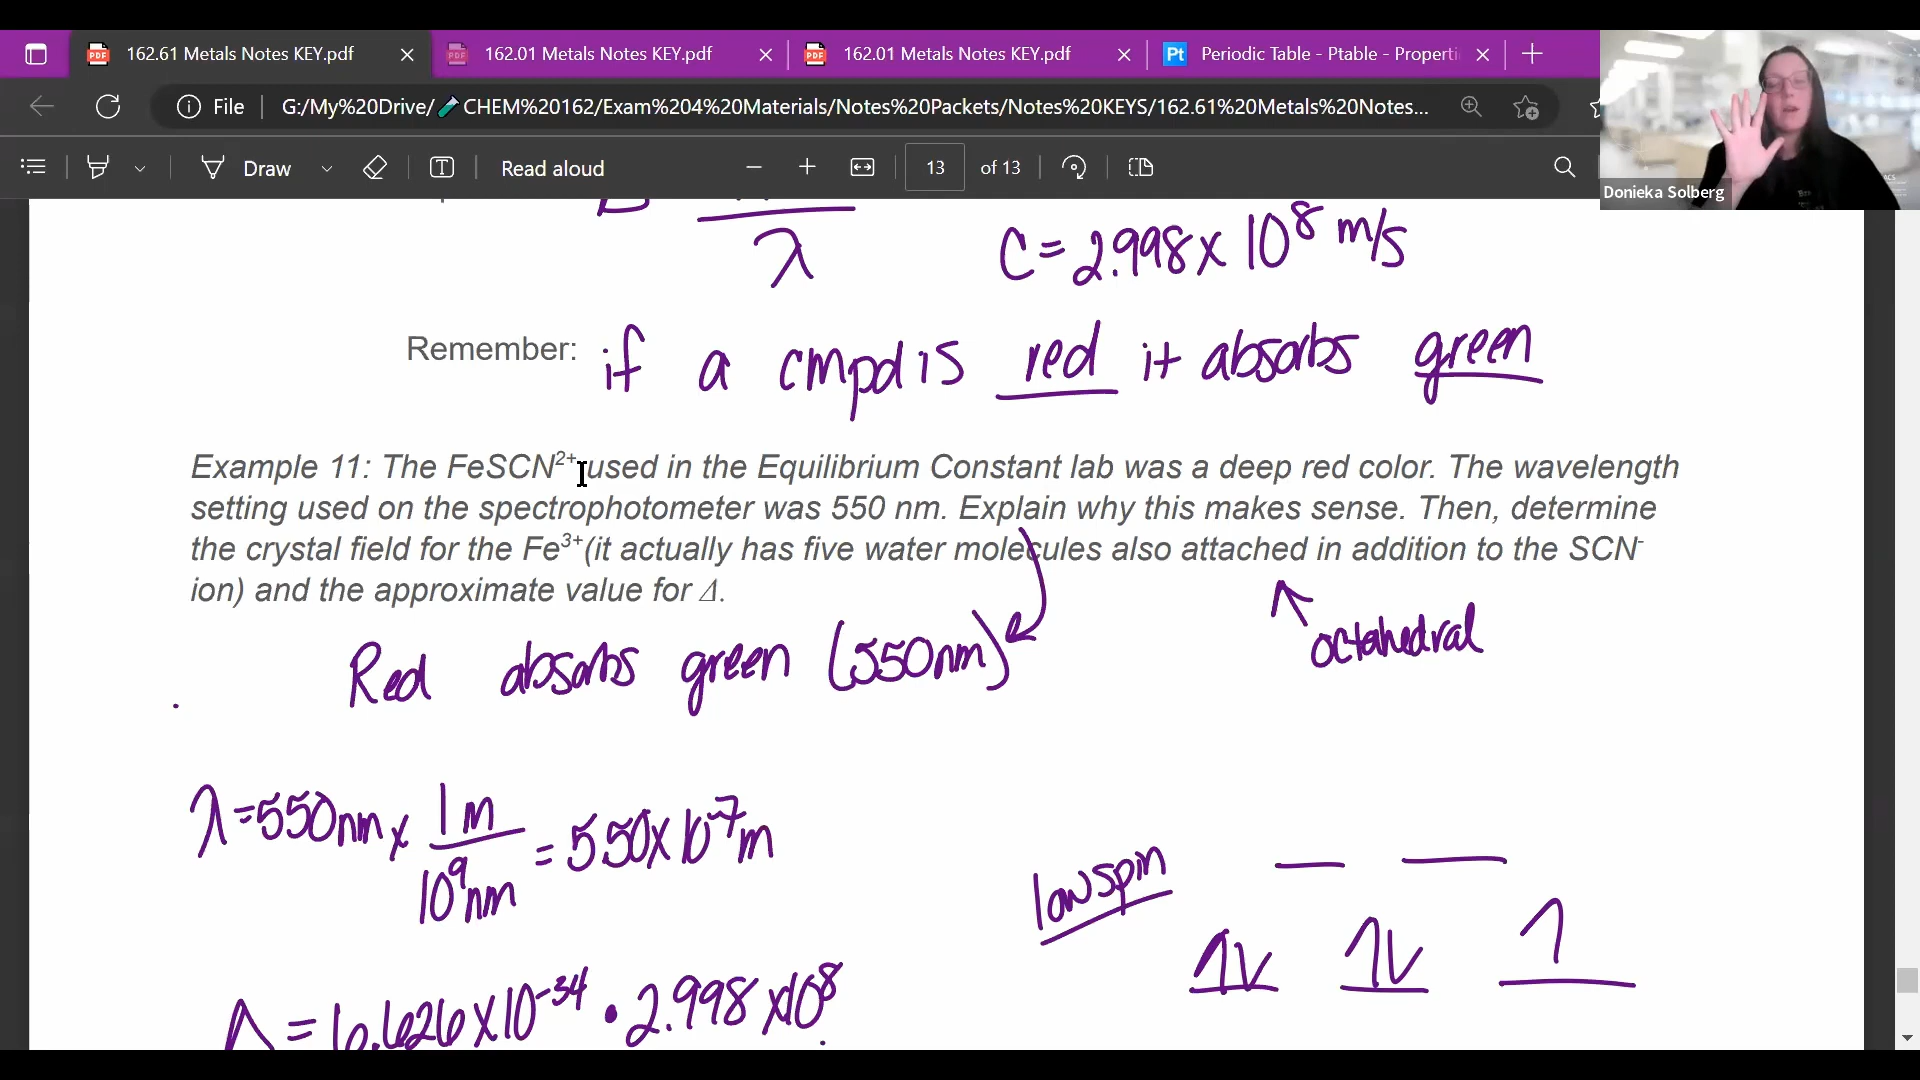 162.61 Metals Notes KEY.pdf
162.01 Metals Notes KEY.pdf
162.01 Metals Notes KEY.pdf
Pt Periodic Table - Ptable - Properti
File
G:/My%20Drive/🧪CHEM%20162/Exam%204%20Materials/Notes%20Packets/Notes%20KEYS/162.61%20Metals%20Notes...
Draw
Read aloud
13 of 13
Donieka Solberg
λ
C = 2.998 x 10⁸ m/s
Remember: if a cmpd is red it absorbs green
Example 11: The FeSCN²⁺ used in the Equilibrium Constant lab was a deep red color. The wavelength
setting used on the spectrophotometer was 550 nm. Explain why this makes sense. Then, determine
the crystal field for the Fe³⁺(it actually has five water molecules also attached in addition to the SCN⁻
ion) and the approximate value for Δ.
octahedral
Red absorbs green (550nm)
λ = 550nm x 1 m / 10⁹ nm = 550 x 10⁻⁷ m
low spin
Δ = 6.626 x 10⁻³⁴ • 2.998 x 10⁸